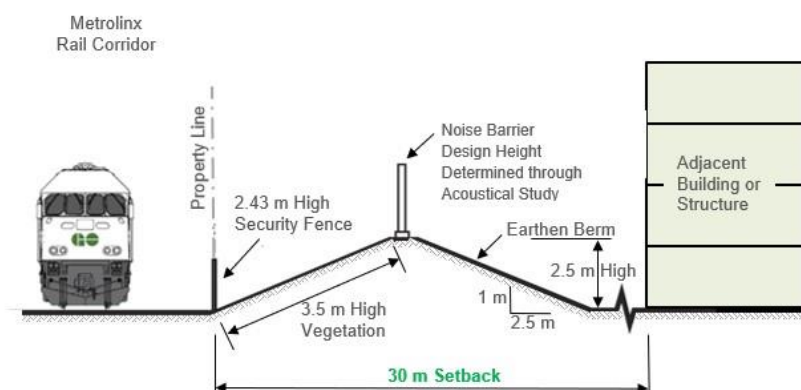 Metrolinx
Rail Corridor
Property Line
2.43 m High
Security Fence
Noise Barrier
Design Height
Determined through
Acoustical Study
Adjacent
Building or
Structure
Earthen Berm
2.5 m High
1 m
2.5 m
3.5 m High
Vegetation
GO
30 m Setback